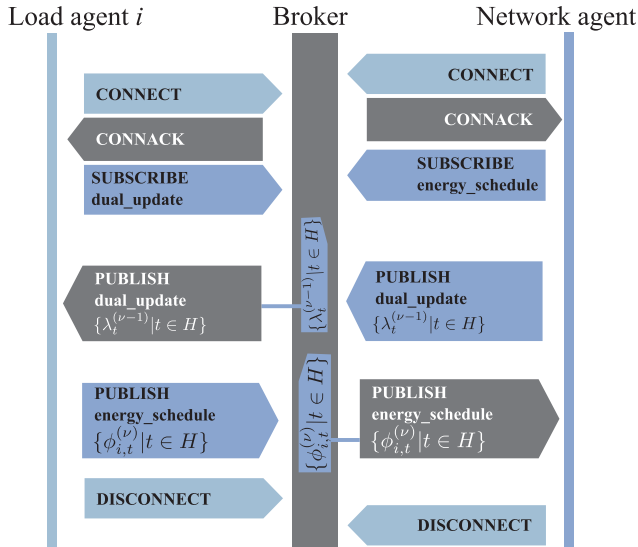 Load agent i
Broker
Network agent
CONNECT
CONNECT
CONNACK
CONNACK
SUBSCRIBE
dual_update
SUBSCRIBE
energy_schedule
PUBLISH
dual_update
{λ_t^{(ν−1)}|t ∈ H}
{λ_t^{(ν−1)}|t ∈ H}
PUBLISH
dual_update
{λ_t^{(ν−1)}|t ∈ H}
PUBLISH
energy_schedule
{ϕ_{i,t}^{(ν)}|t ∈ H}
{ϕ_{i,t}^{(ν)}|t ∈ H}
PUBLISH
energy_schedule
{ϕ_{i,t}^{(ν)}|t ∈ H}
DISCONNECT
DISCONNECT